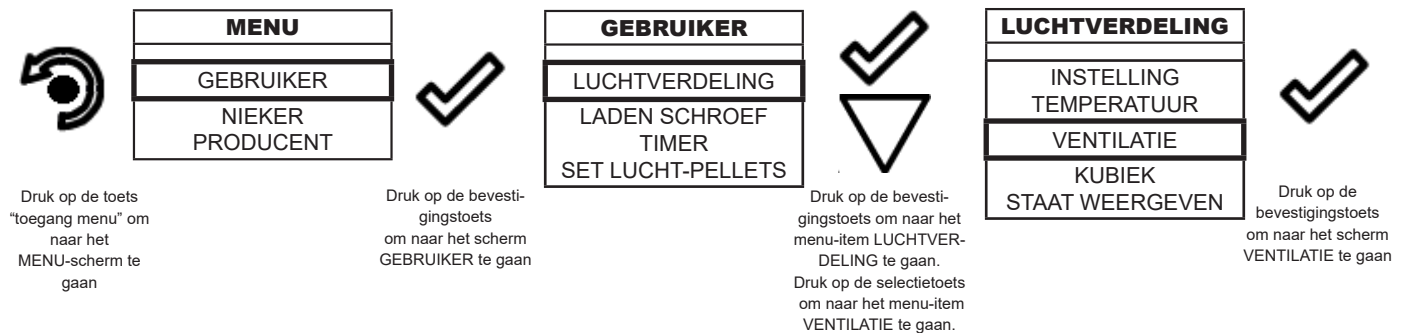 Druk op de toets
“toegang menu” om
naar het
MENU-scherm te
gaan
MENU
GEBRUIKER
NIEKER
PRODUCENT
Druk op de bevesti-
gingstoets
om naar het scherm
GEBRUIKER te gaan
GEBRUIKER
LUCHTVERDELING
LADEN SCHROEF
TIMER
SET LUCHT-PELLETS
Druk op de bevesti-
gingstoets om naar het
menu-item LUCHTVER-
DELING te gaan.
Druk op de selectietoets
om naar het menu-item
VENTILATIE te gaan.
LUCHTVERDELING
INSTELLING
TEMPERATUUR
VENTILATIE
KUBIEK
STAAT WEERGEVEN
Druk op de
bevestigingstoets
om naar het scherm
VENTILATIE te gaan